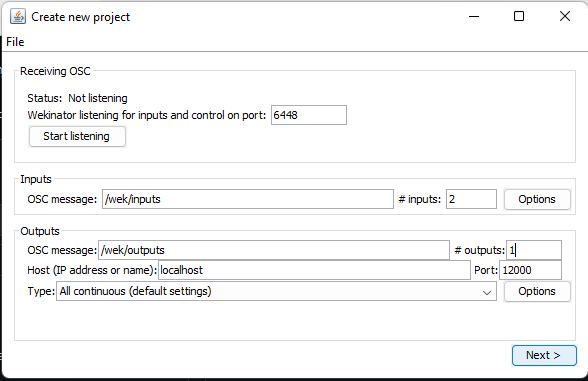 Create new project
File
Receiving OSC
Status: Not listening
Wekinator listening for inputs and control on port: 6448
Start listening
Inputs
OSC message: /wek/inputs # inputs: 2 Options
Outputs
OSC message: /wek/outputs # outputs: 1
Host (IP address or name): localhost Port: 12000
Type: All continuous (default settings) Options
Next >